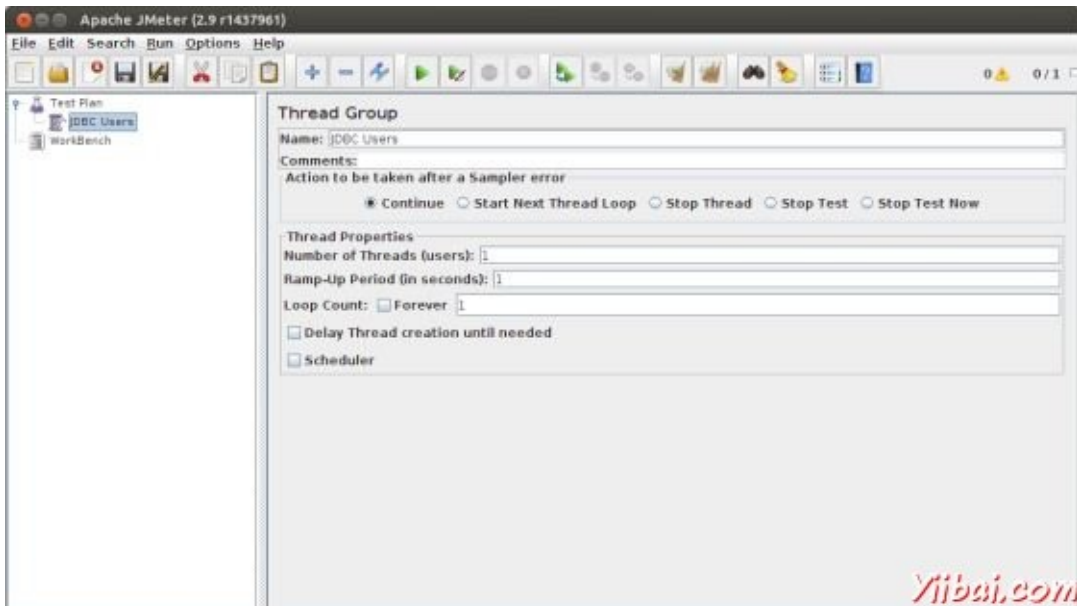 Apache JMeter (2.9 r1437961)
File Edit Search Run Options Help
0 0/1
Test Plan
JDBC Users
WorkBench
Thread Group
Name: JDBC Users
Comments:
Action to be taken after a Sampler error
Continue Start Next Thread Loop Stop Thread Stop Test Stop Test Now
Thread Properties
Number of Threads (users): 1
Ramp-Up Period (in seconds): 1
Loop Count: Forever 1
Delay Thread creation until needed
Scheduler
Yiibai.com